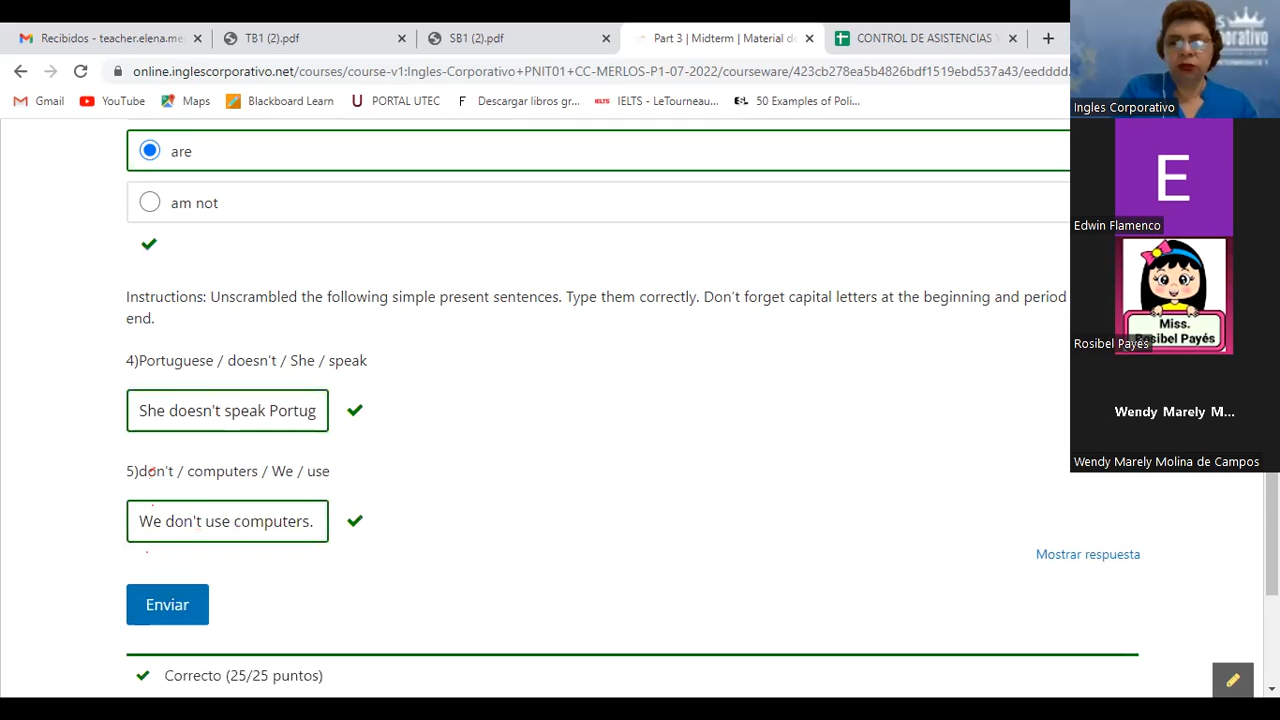 Recibidos - teacher.elena.me
TB1 (2).pdf
SB1 (2).pdf
Part 3 | Midterm | Material de
CONTROL DE ASISTENCIAS
online.inglescorporativo.net/courses/course-v1:Ingles-Corporativo+PNIT01+CC-MERLOS-P1-07-2022/courseware/423cb278ea5b4826bdf1519ebd537a43/eedddd
Gmail
YouTube
Maps
Blackboard Learn
PORTAL UTEC
Descargar libros gr...
IELTS - LeTourneau...
50 Examples of Poli...
are
am not
Instructions: Unscrambled the following simple present sentences. Type them correctly. Don't forget capital letters at the beginning and period
end.
4)Portuguese / doesn't / She / speak
She doesn't speak Portug
5)don't / computers / We / use
We don't use computers.
Mostrar respuesta
Enviar
Correcto (25/25 puntos)
Ingles Corporativo
E
Edwin Flamenco
Miss.
Rosibel Payés
Rosibel Payés
Wendy Marely M...
Wendy Marely Molina de Campos